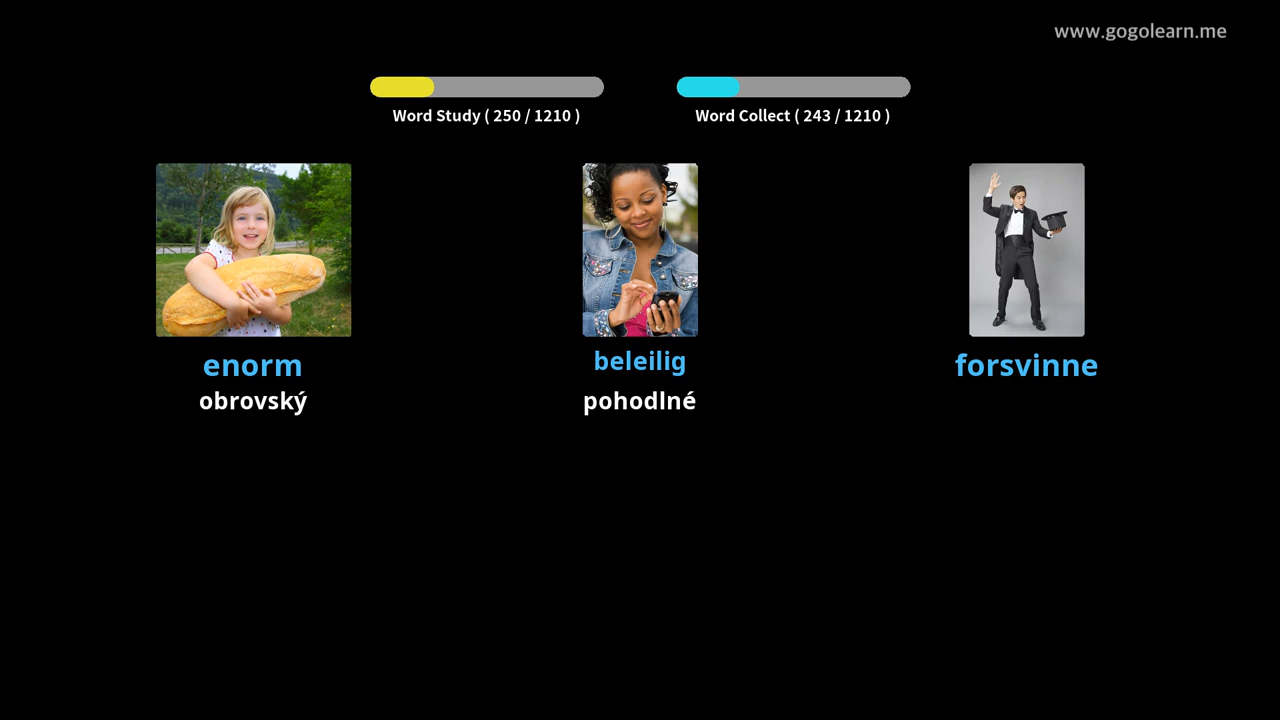 www.gogolearn.me
Word Study ( 250 / 1210 )
Word Collect ( 243 / 1210 )
enorm
obrovský
beleilig
pohodlné
forsvinne